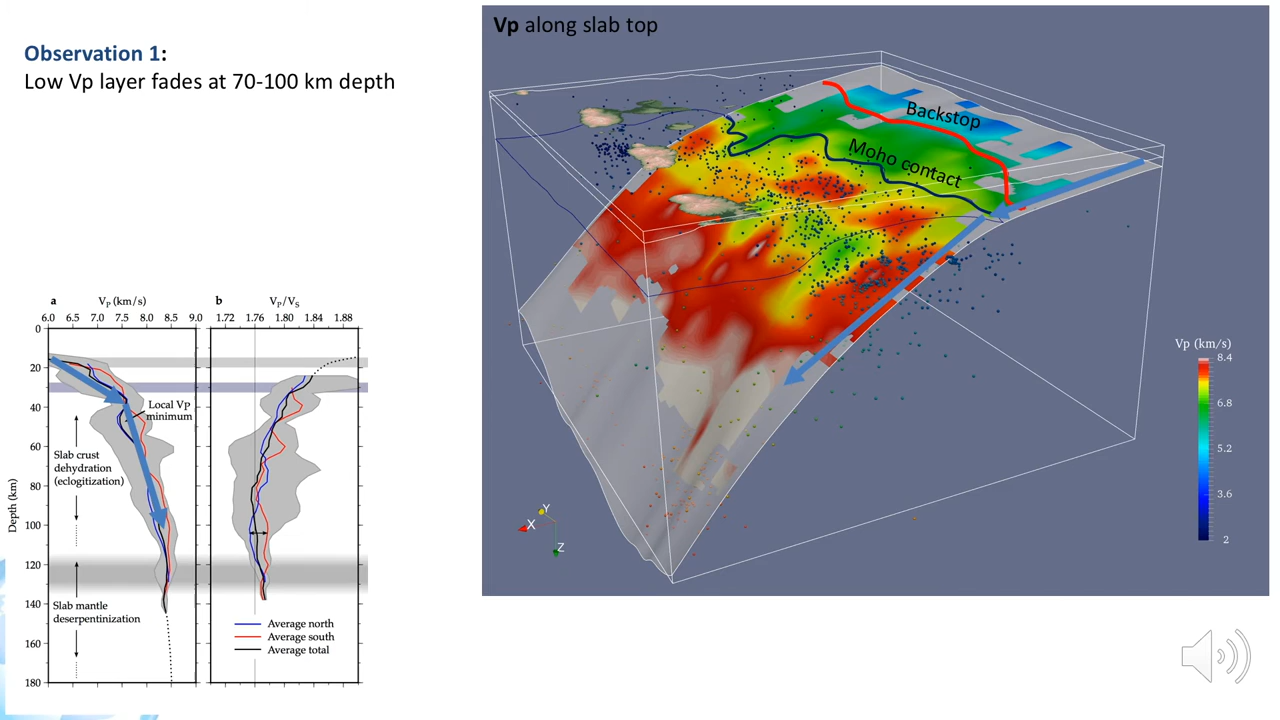 Observation 1:
Low Vp layer fades at 70-100 km depth
Vp along slab top
Backstop
Moho contact
Vp (km/s)
8.4
6.8
5.2
3.6
2
X
Y
Z
a
VP (km/s)
6.0 6.5 7.0 7.5 8.0 8.5 9.0
b
VP/VS
1.72 1.76 1.80 1.84 1.88
Depth (km)
0
20
40
60
80
100
120
140
160
180
Local Vp
minimum
Slab crust
dehydration
(eclogitization)
Slab mantle
deserpentinization
Average north
Average south
Average total